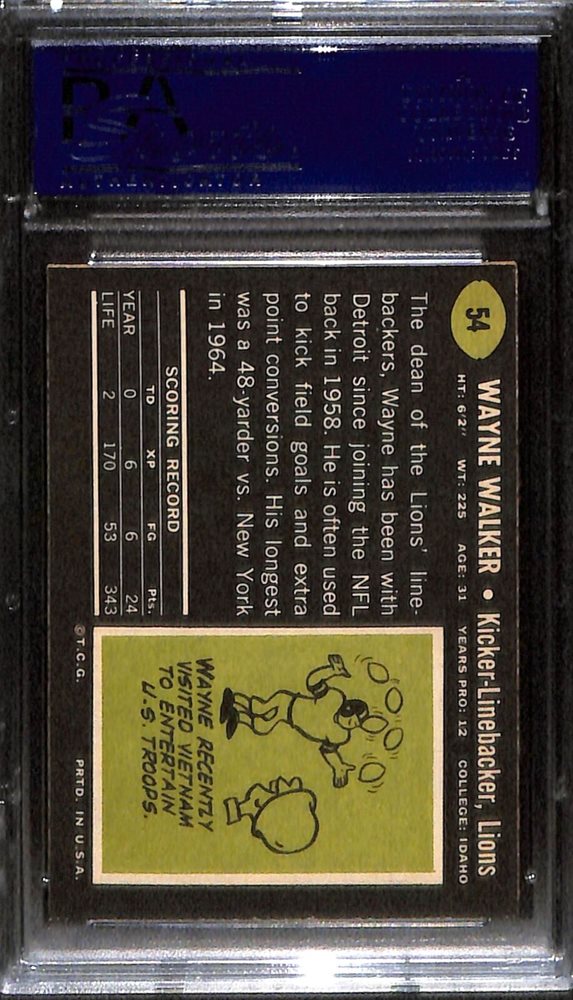 54
WAYNE WALKER • Kicker-Linebacker, Lions
HT: 6'2" WT: 225 AGE: 31 YEARS PRO: 12 COLLEGE: IDAHO
The dean of the Lions' line-
backers, Wayne has been with
Detroit since joining the NFL
back in 1958. He is often used
to kick field goals and extra
point conversions. His longest
was a 48-yarder vs. New York
in 1964.
SCORING RECORD
TD XP FG Pts.
YEAR 0 6 6 24
LIFE 2 170 53 343
WAYNE RECENTLY
VISITED VIETNAM
TO ENTERTAIN
U.S. TROOPS.
©T.C.G. PRTD. IN U.S.A.